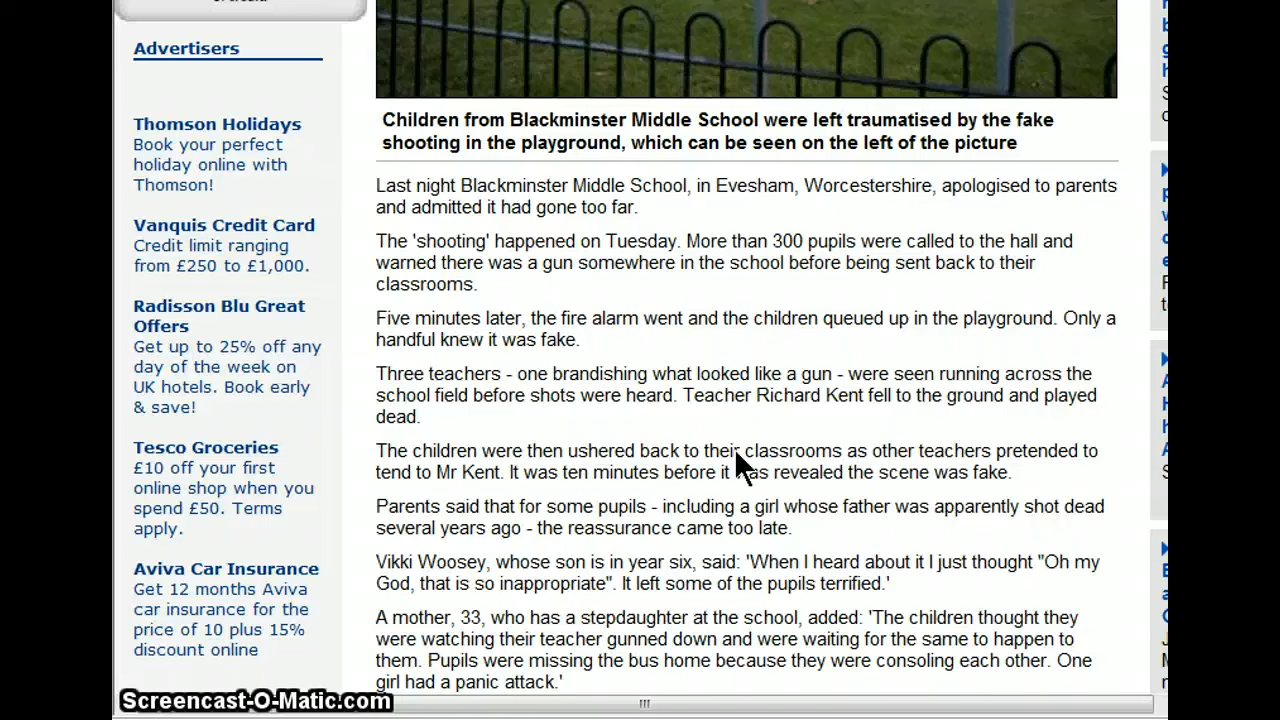 Advertisers
Thomson Holidays
Book your perfect
holiday online with
Thomson!
Vanquis Credit Card
Credit limit ranging
from £250 to £1,000.
Radisson Blu Great
Offers
Get up to 25% off any
day of the week on
UK hotels. Book early
& save!
Tesco Groceries
£10 off your first
online shop when you
spend £50. Terms
apply.
Aviva Car Insurance
Get 12 months Aviva
car insurance for the
price of 10 plus 15%
discount online
Children from Blackminster Middle School were left traumatised by the fake
shooting in the playground, which can be seen on the left of the picture
Last night Blackminster Middle School, in Evesham, Worcestershire, apologised to parents
and admitted it had gone too far.
The 'shooting' happened on Tuesday. More than 300 pupils were called to the hall and
warned there was a gun somewhere in the school before being sent back to their
classrooms.
Five minutes later, the fire alarm went and the children queued up in the playground. Only a
handful knew it was fake.
Three teachers - one brandishing what looked like a gun - were seen running across the
school field before shots were heard. Teacher Richard Kent fell to the ground and played
dead.
The children were then ushered back to their classrooms as other teachers pretended to
tend to Mr Kent. It was ten minutes before it was revealed the scene was fake.
Parents said that for some pupils - including a girl whose father was apparently shot dead
several years ago - the reassurance came too late.
Vikki Woosey, whose son is in year six, said: 'When I heard about it I just thought "Oh my
God, that is so inappropriate". It left some of the pupils terrified.'
A mother, 33, who has a stepdaughter at the school, added: 'The children thought they
were watching their teacher gunned down and were waiting for the same to happen to
them. Pupils were missing the bus home because they were consoling each other. One
girl had a panic attack.'
Screencast-O-Matic.com